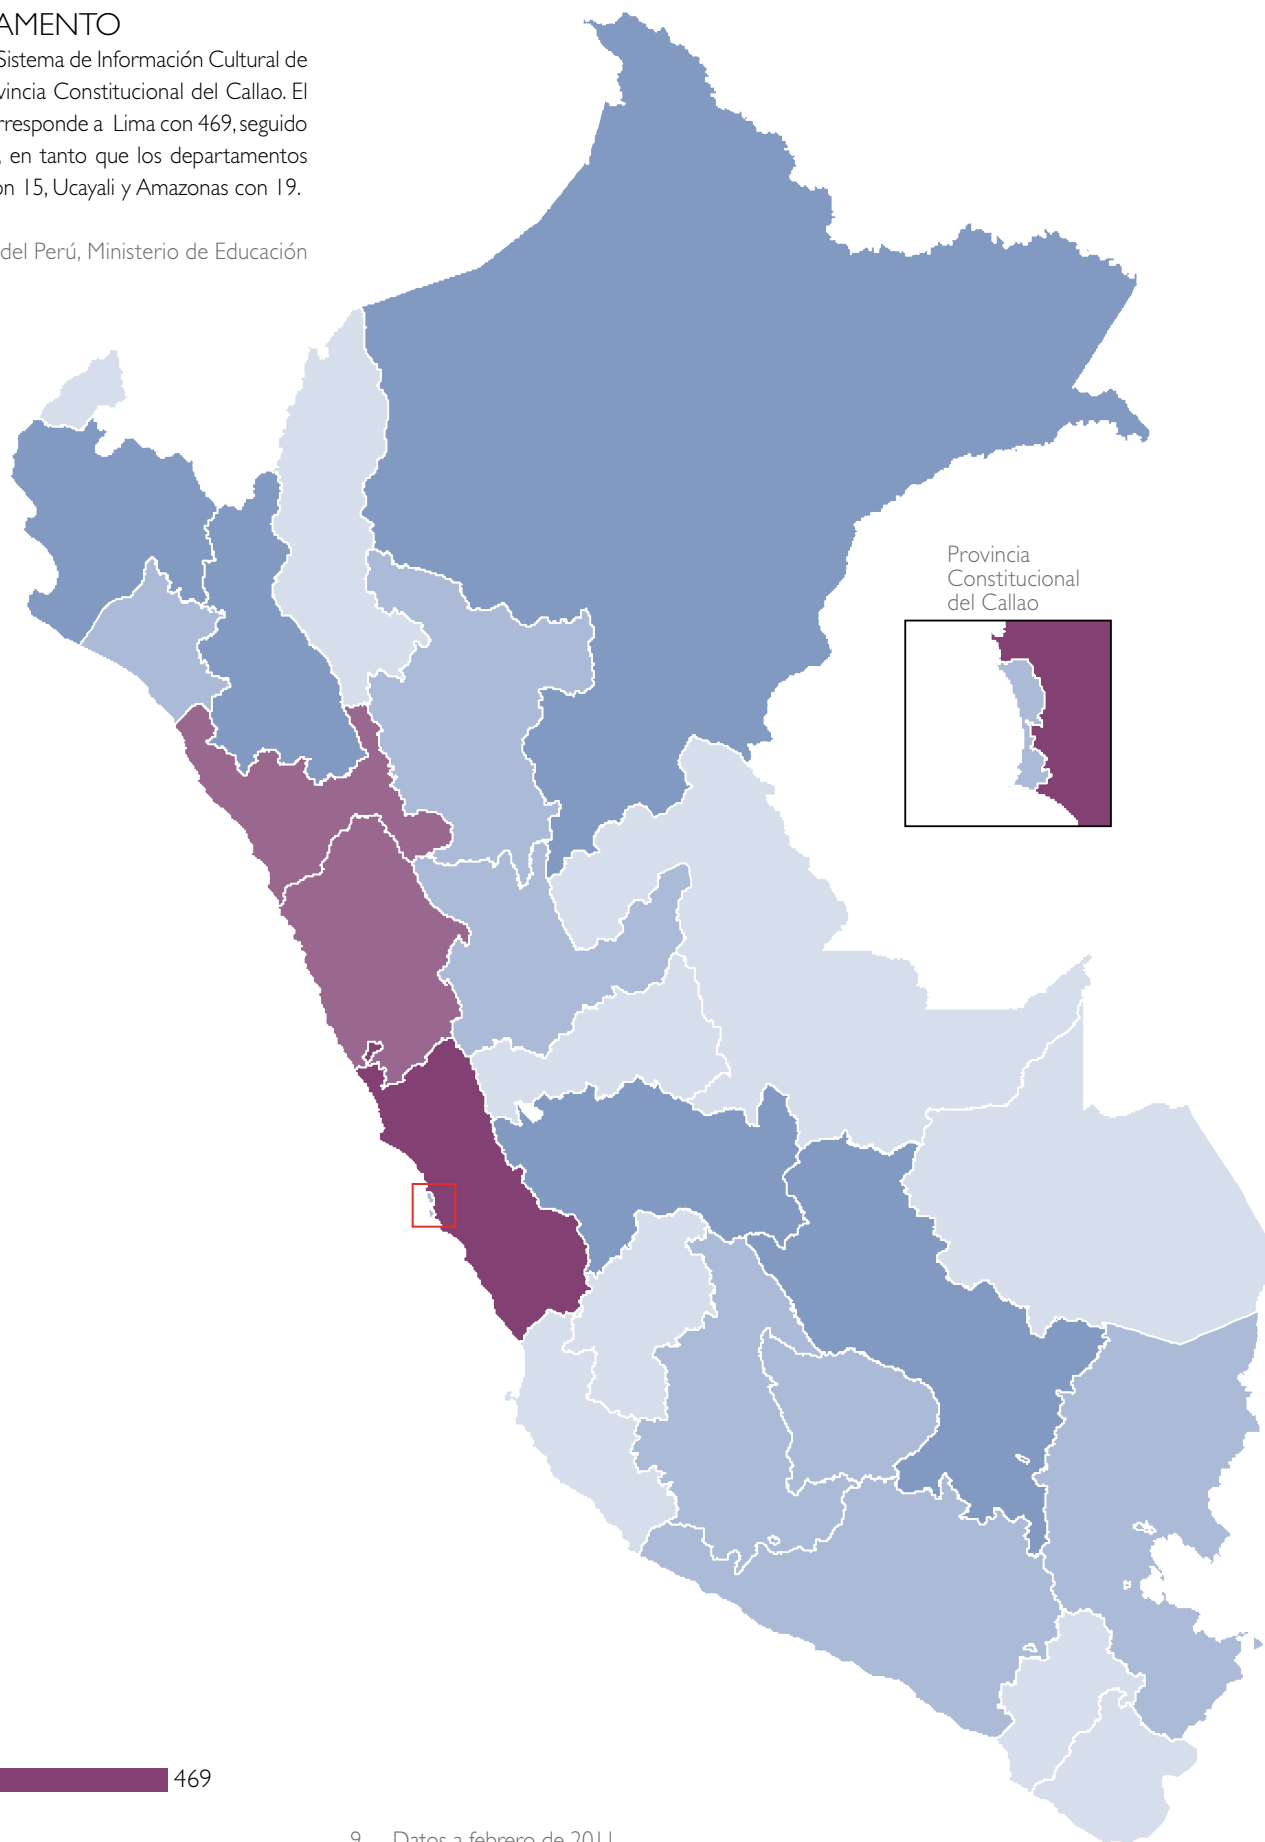 AMENTO
Sistema de Información Cultural de
vincia Constitucional del Callao. El
rresponde a Lima con 469, seguido
, en tanto que los departamentos
on 15, Ucayali y Amazonas con 19.
del Perú, Ministerio de Educación
Provincia
Constitucional
del Callao
469
9 Datos a febrero de 2011